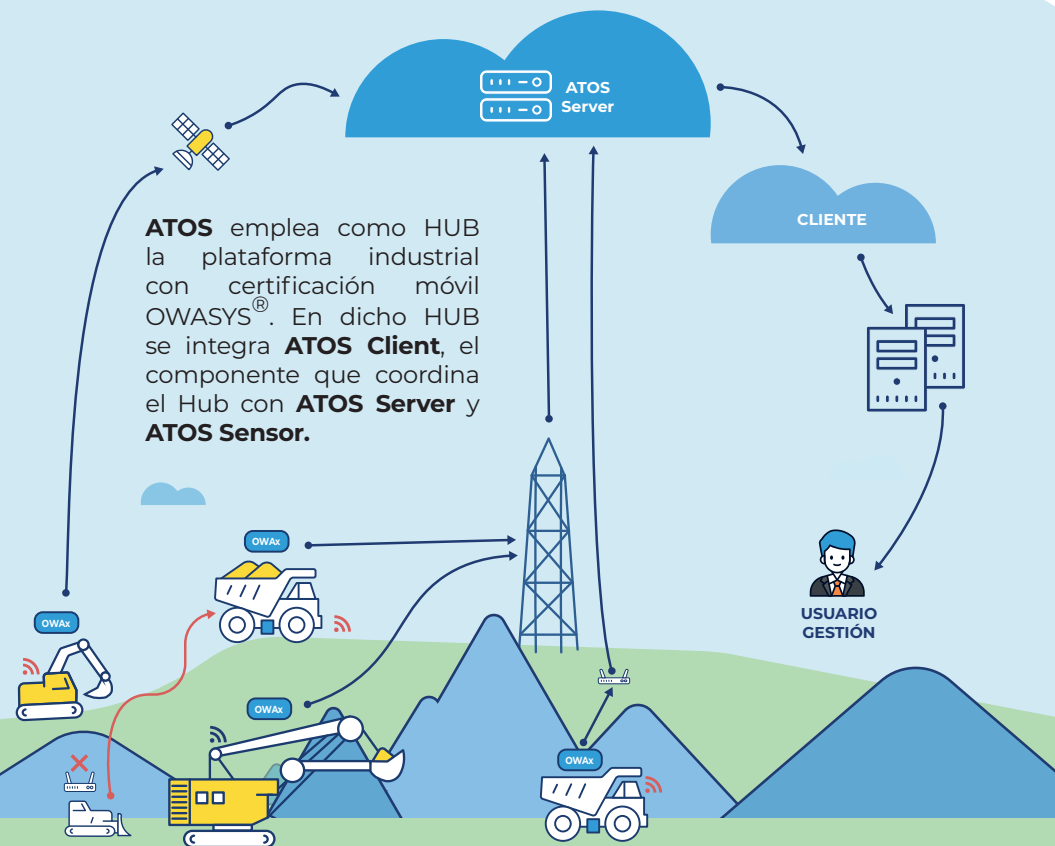 ATOS
Server
CLIENTE
ATOS emplea como HUB
la plataforma industrial
con certificación móvil
OWASYS®. En dicho HUB
se integra ATOS Client, el
componente que coordina
el Hub con ATOS Server y
ATOS Sensor.
OWAx
OWAx
USUARIO
GESTIÓN
OWAx
OWAx